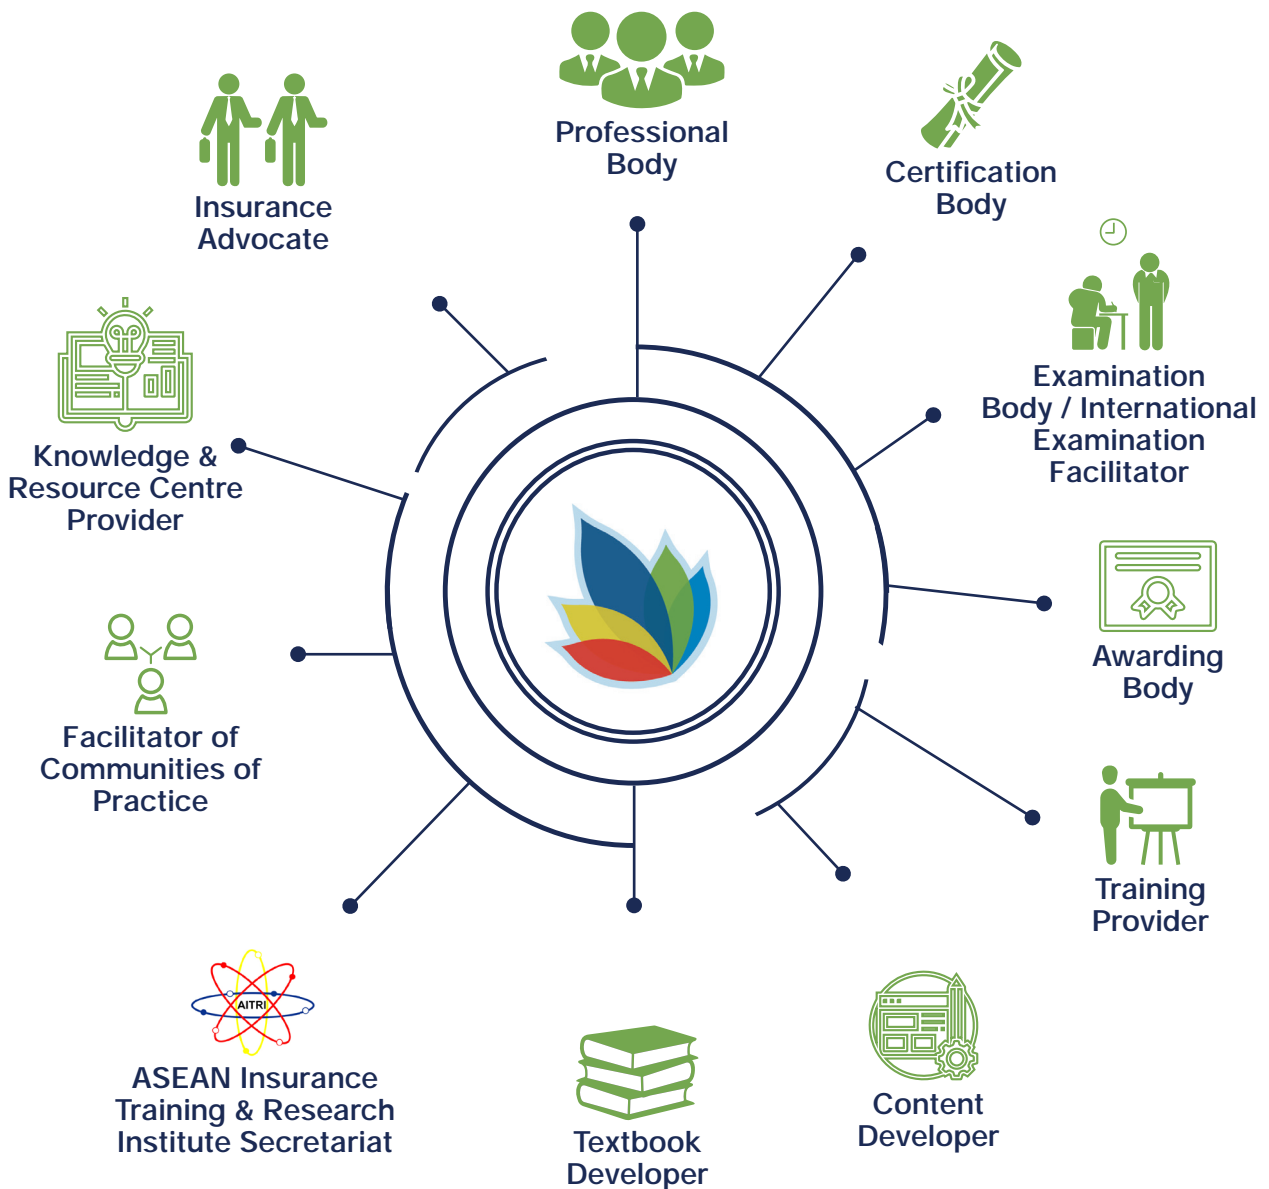 Professional
Body
Certification
Body
Examination
Body / International
Examination
Facilitator
Awarding
Body
Training
Provider
Content
Developer
Textbook
Developer
AITRI
ASEAN Insurance
Training & Research
Institute Secretariat
Facilitator of
Communities of
Practice
Knowledge &
Resource Centre
Provider
Insurance
Advocate